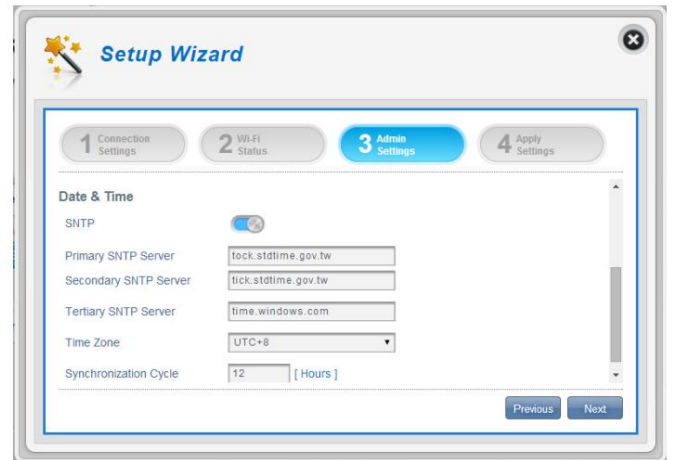 Setup Wizard
1 Connection Settings
2 Wi-Fi Status
3 Admin Settings
4 Apply Settings
Date & Time
SNTP
Primary SNTP Server tock.stdtime.gov.tw
Secondary SNTP Server tick.stdtime.gov.tw
Tertiary SNTP Server time.windows.com
Time Zone UTC+8
Synchronization Cycle 12 [ Hours ]
Previous Next